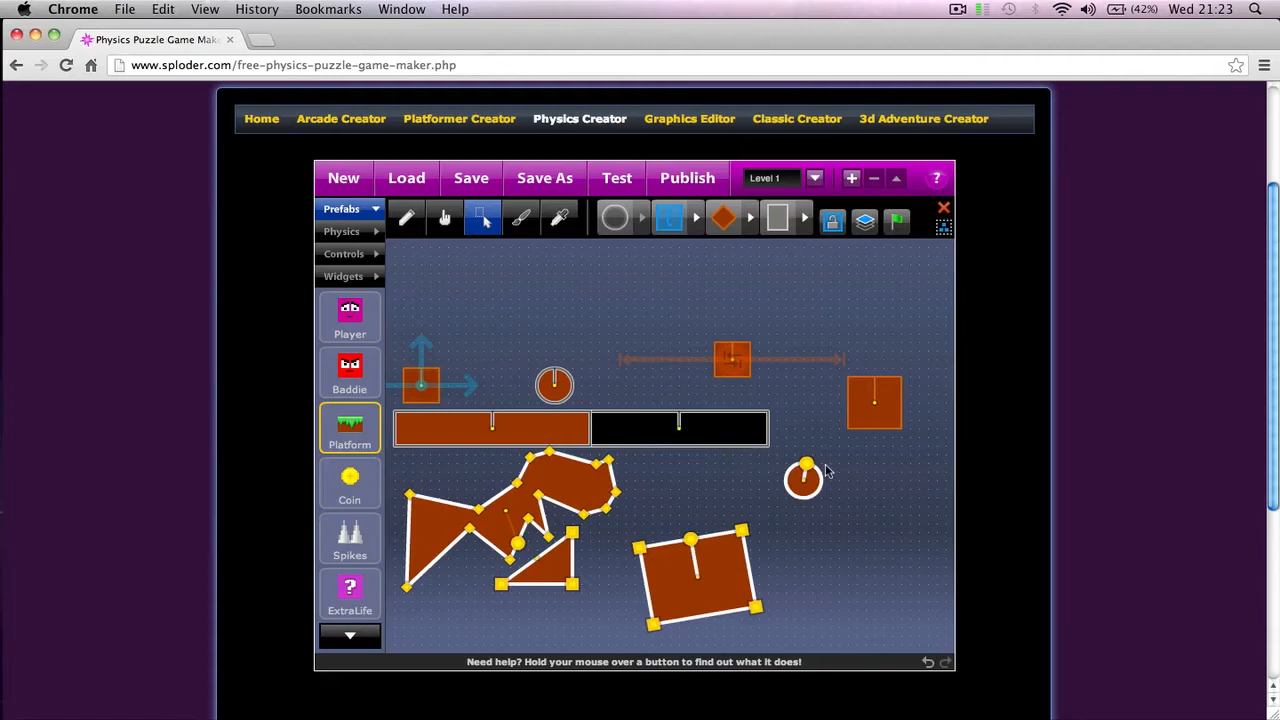 Chrome File Edit View History Bookmarks Window Help (42%) Wed 21:23
Physics Puzzle Game Mak
www.sploder.com/free-physics-puzzle-game-maker.php
Home Arcade Creator Platformer Creator Physics Creator Graphics Editor Classic Creator 3d Adventure Creator
New Load Save Save As Test Publish Level 1 ?
Prefabs
Physics
Controls
Widgets
Player
Baddie
Platform
Coin
Spikes
?
ExtraLife
Need help? Hold your mouse over a button to find out what it does!